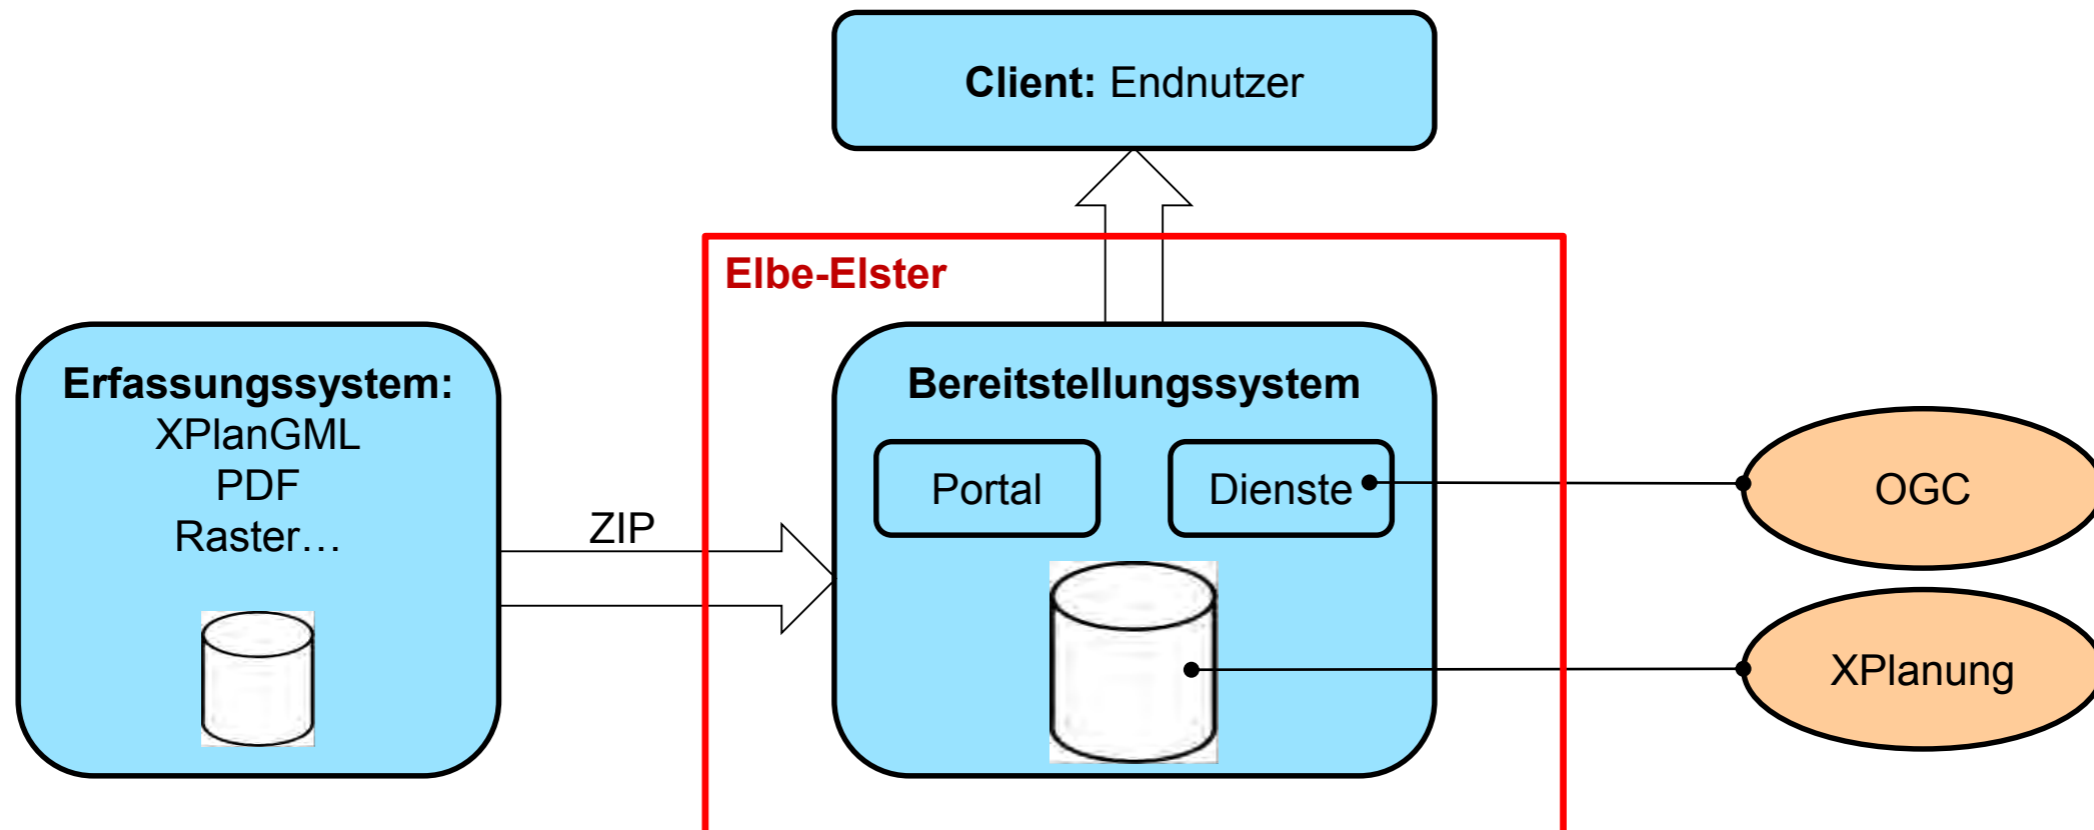 Client: Endnutzer
Elbe-Elster
Erfassungssystem:
XPlanGML
PDF
Raster…
ZIP
Bereitstellungssystem
Portal
Dienste
OGC
XPlanung